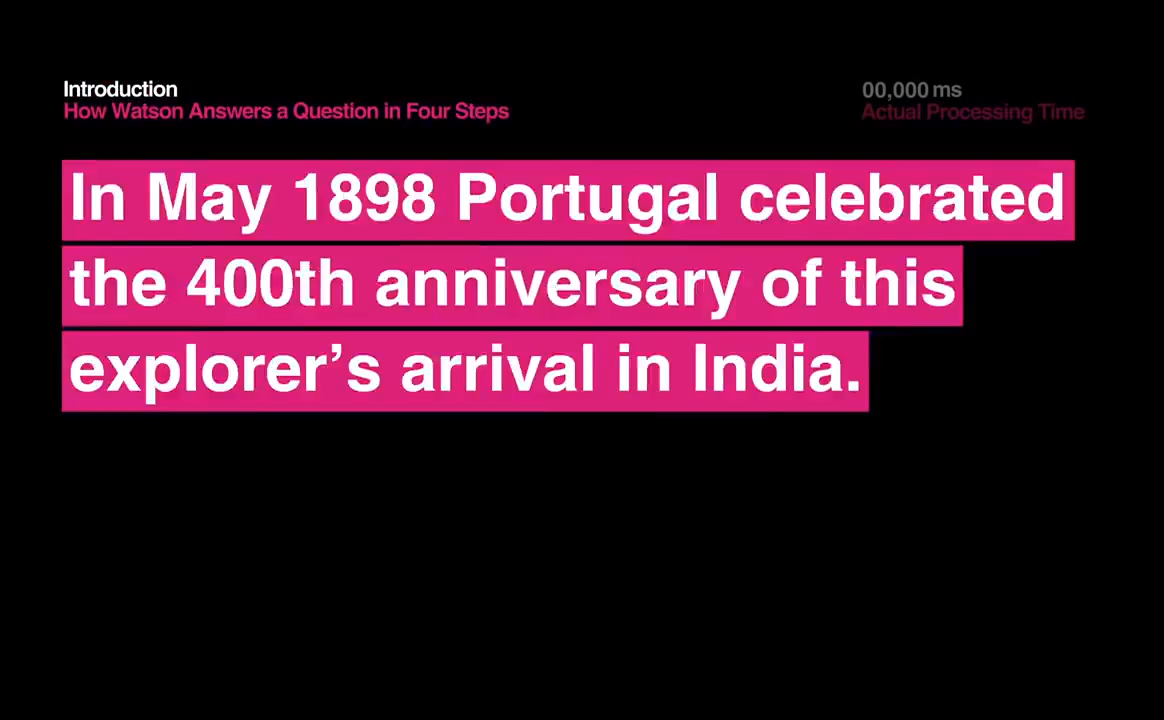 Introduction
How Watson Answers a Question in Four Steps
00,000 ms
Actual Processing Time
In May 1898 Portugal celebrated
the 400th anniversary of this
explorer’s arrival in India.